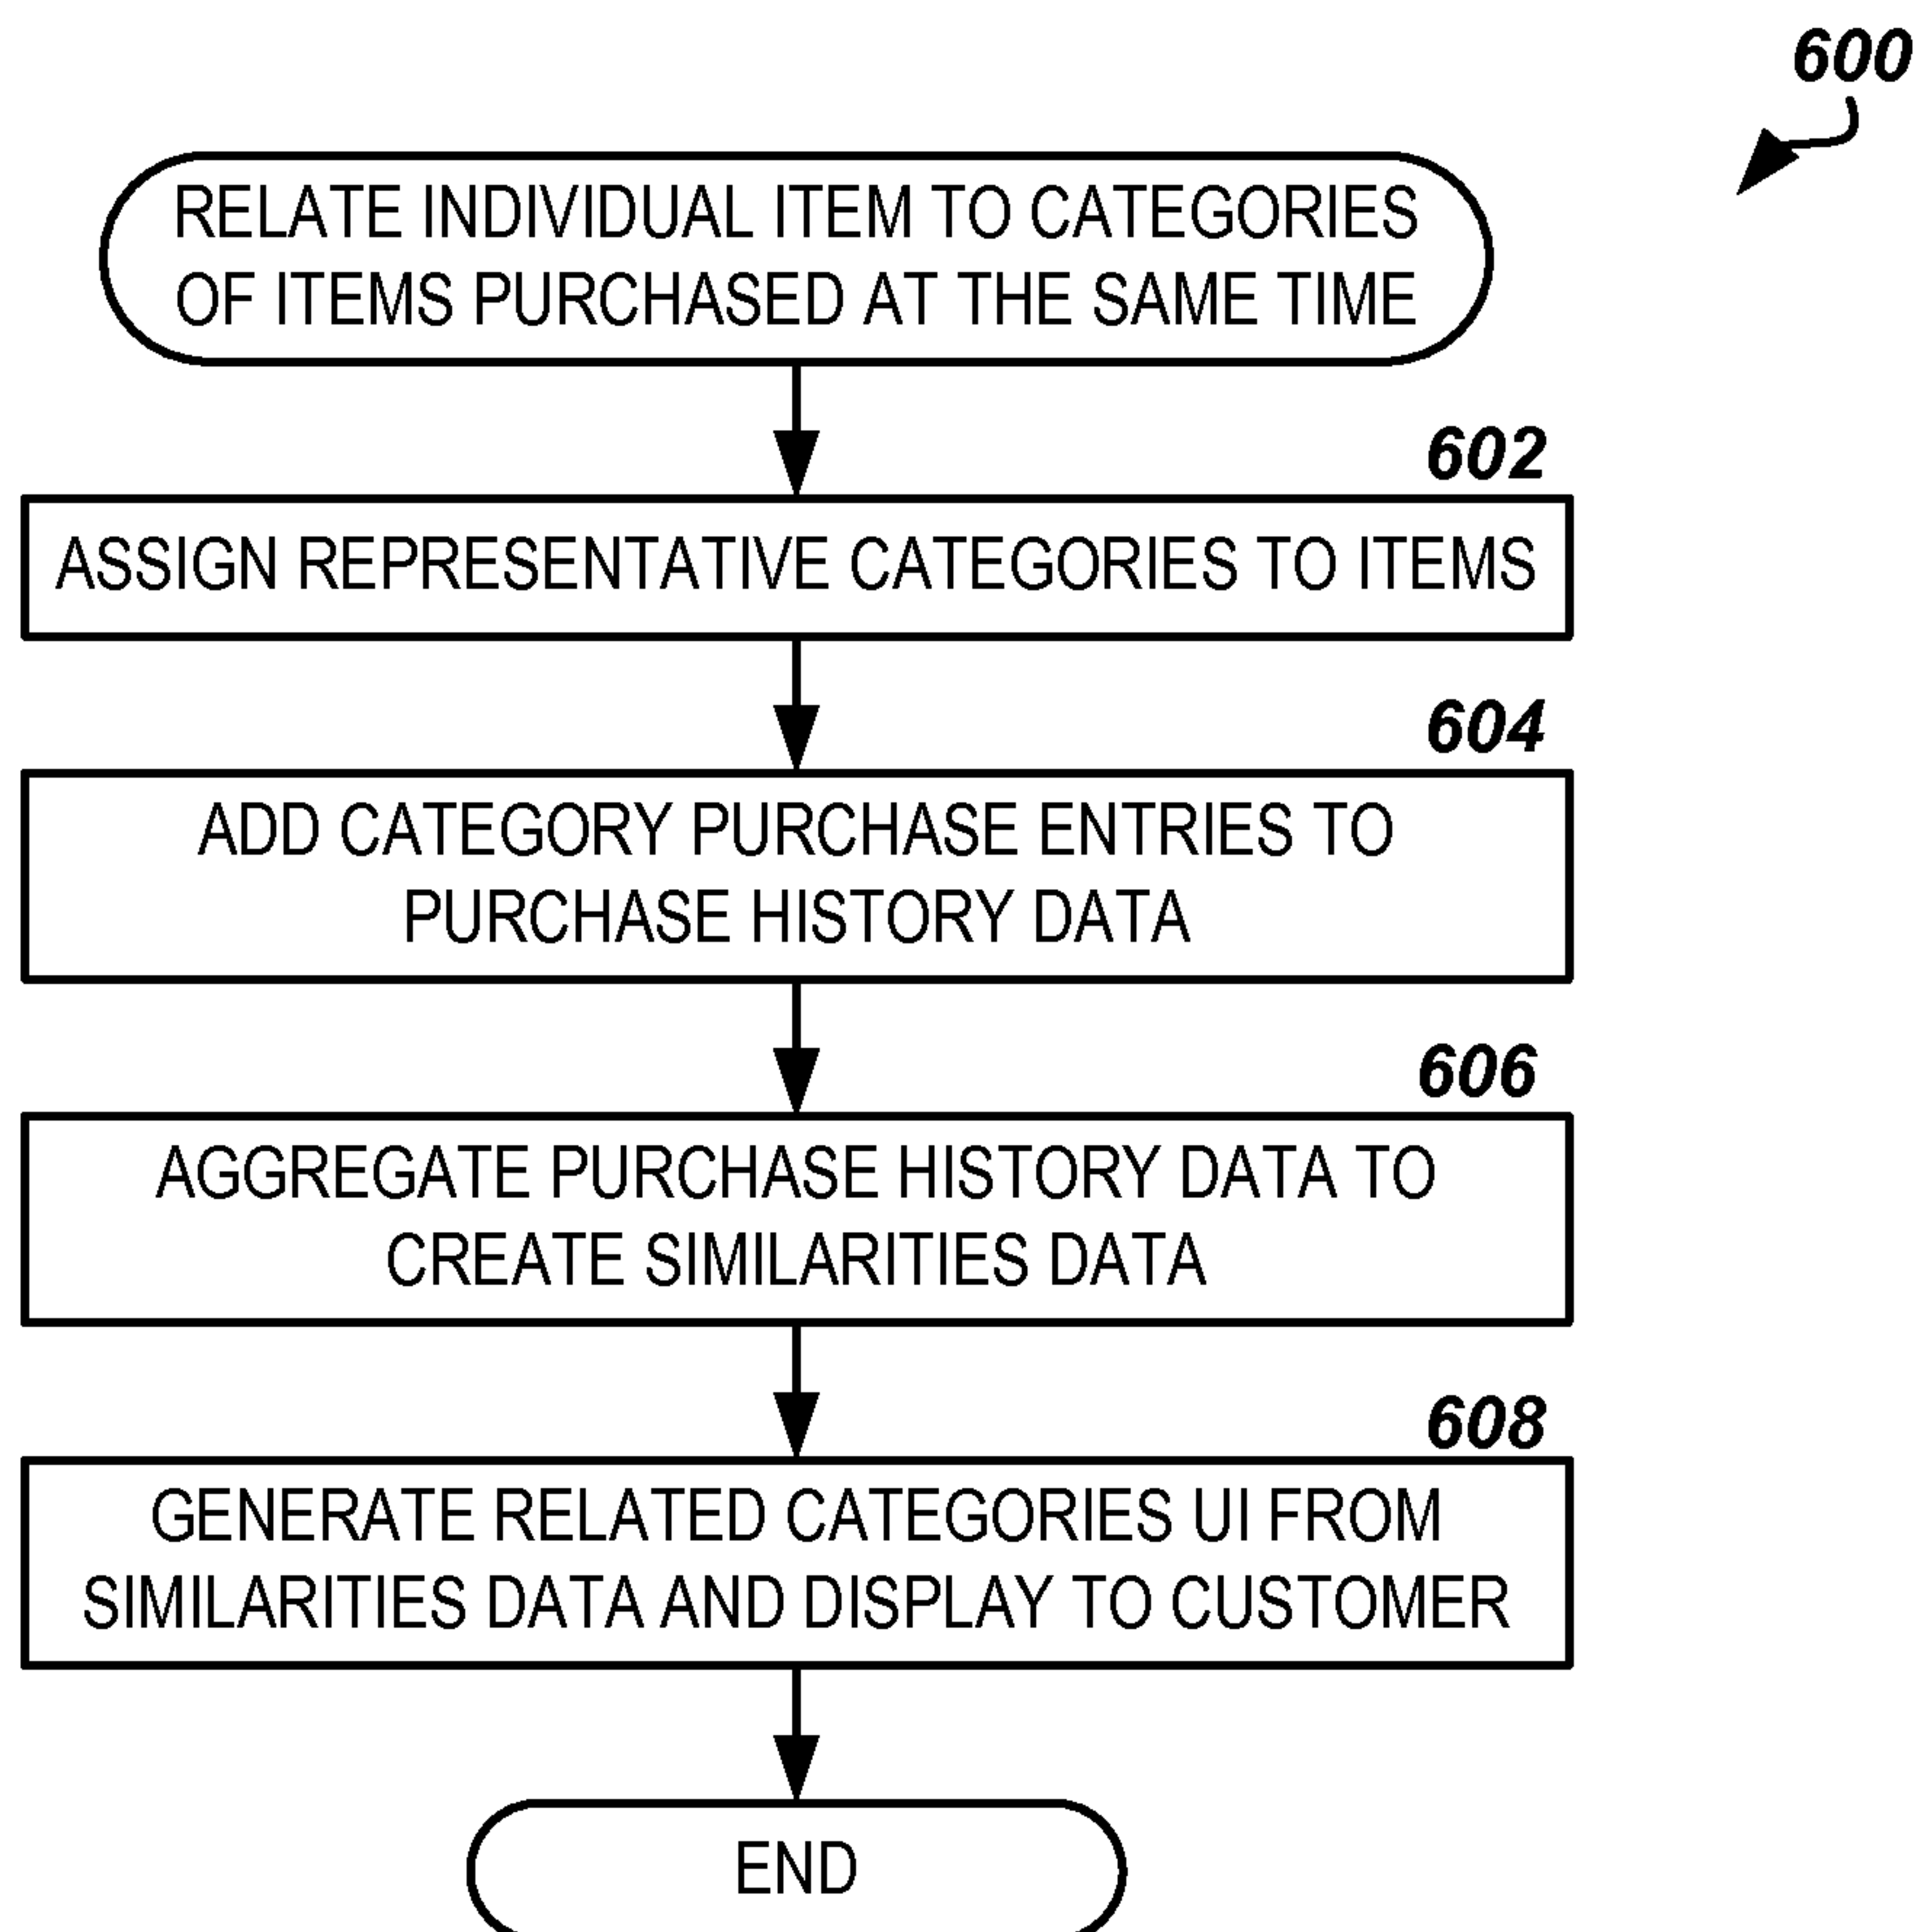 600
RELATE INDIVIDUAL ITEM TO CATEGORIES
OF ITEMS PURCHASED AT THE SAME TIME
602
ASSIGN REPRESENTATIVE CATEGORIES TO ITEMS
604
ADD CATEGORY PURCHASE ENTRIES TO
PURCHASE HISTORY DATA
606
AGGREGATE PURCHASE HISTORY DATA TO
CREATE SIMILARITIES DATA
608
GENERATE RELATED CATEGORIES UI FROM
SIMILARITIES DATA AND DISPLAY TO CUSTOMER
END